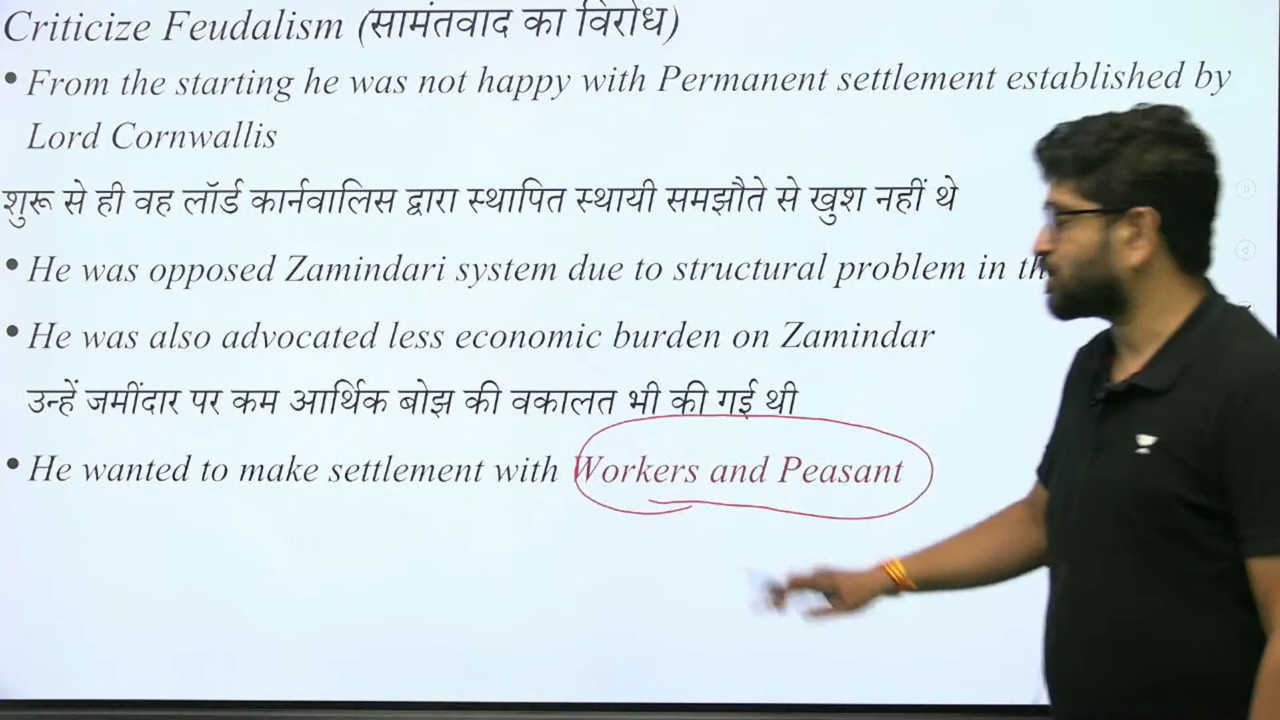 Criticize Feudalism (सामंतवाद का विरोध)
• From the starting he was not happy with Permanent settlement established by
Lord Cornwallis
शुरू से ही वह लॉर्ड कार्नवालिस द्वारा स्थापित स्थायी समझौते से खुश नहीं थे
• He was opposed Zamindari system due to structural problem in
• He was also advocated less economic burden on Zamindar
उन्हें जमींदार पर कम आर्थिक बोझ की वकालत भी की गई थी
• He wanted to make settlement with Workers and Peasant